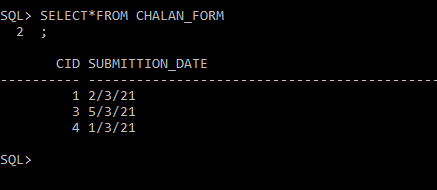 SQL> SELECT*FROM CHALAN_FORM
  2  ;

       CID SUBMITTION_DATE
---------- --------------------------------------------
         1 2/3/21
         3 5/3/21
         4 1/3/21

SQL>